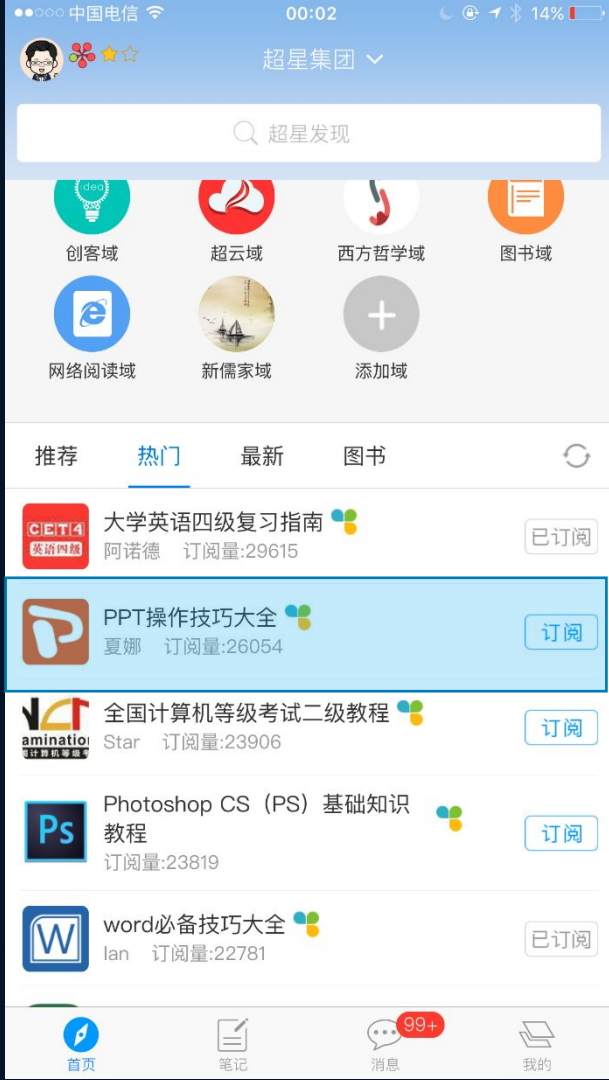 中国电信
00:02
14%
超星集团
超星发现
idea
创客域
超云域
西方哲学域
图书域
网络阅读域
新儒家域
添加域
推荐
热门
最新
图书
CET4
英语四级
大学英语四级复习指南
阿诺德 订阅量:29615
已订阅
PPT操作技巧大全
夏娜 订阅量:26054
订阅
amination
全国计算机等级考试二级教程
Star 订阅量:23906
订阅
Ps
Photoshop CS（PS）基础知识
教程
订阅量:23819
订阅
W
word必备技巧大全
Ian 订阅量:22781
已订阅
首页
笔记
99+
消息
我的